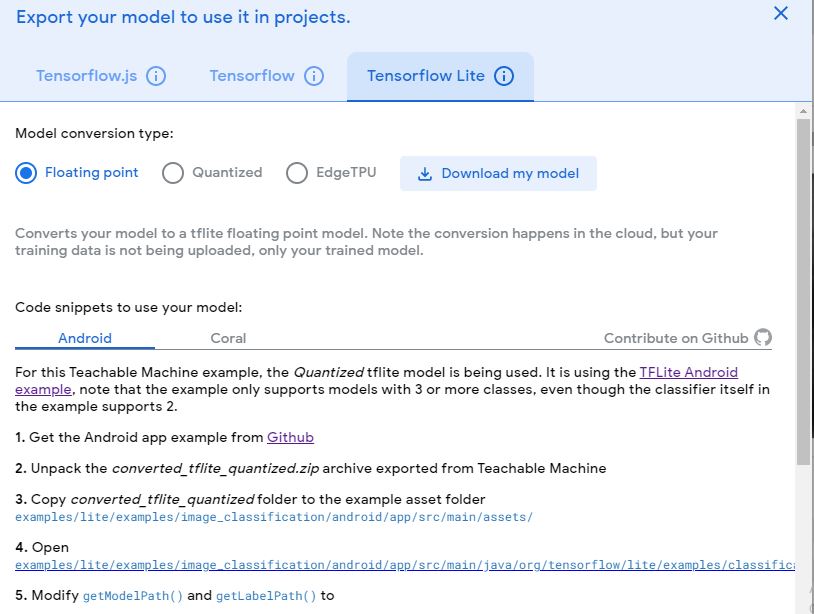 Export your model to use it in projects.
Tensorflow.js Tensorflow Tensorflow Lite
Model conversion type:
Floating point Quantized EdgeTPU Download my model
Converts your model to a tflite floating point model. Note the conversion happens in the cloud, but your
training data is not being uploaded, only your trained model.
Code snippets to use your model:
Android Coral Contribute on Github
For this Teachable Machine example, the Quantized tflite model is being used. It is using the TFLite Android
example, note that the example only supports models with 3 or more classes, even though the classifier itself in
the example supports 2.
1. Get the Android app example from Github
2. Unpack the converted_tflite_quantized.zip archive exported from Teachable Machine
3. Copy converted_tflite_quantized folder to the example asset folder
examples/lite/examples/image_classification/android/app/src/main/assets/
4. Open
examples/lite/examples/image_classification/android/app/src/main/java/org/tensorflow/lite/examples/classifica
5. Modify getModelPath() and getLabelPath() to